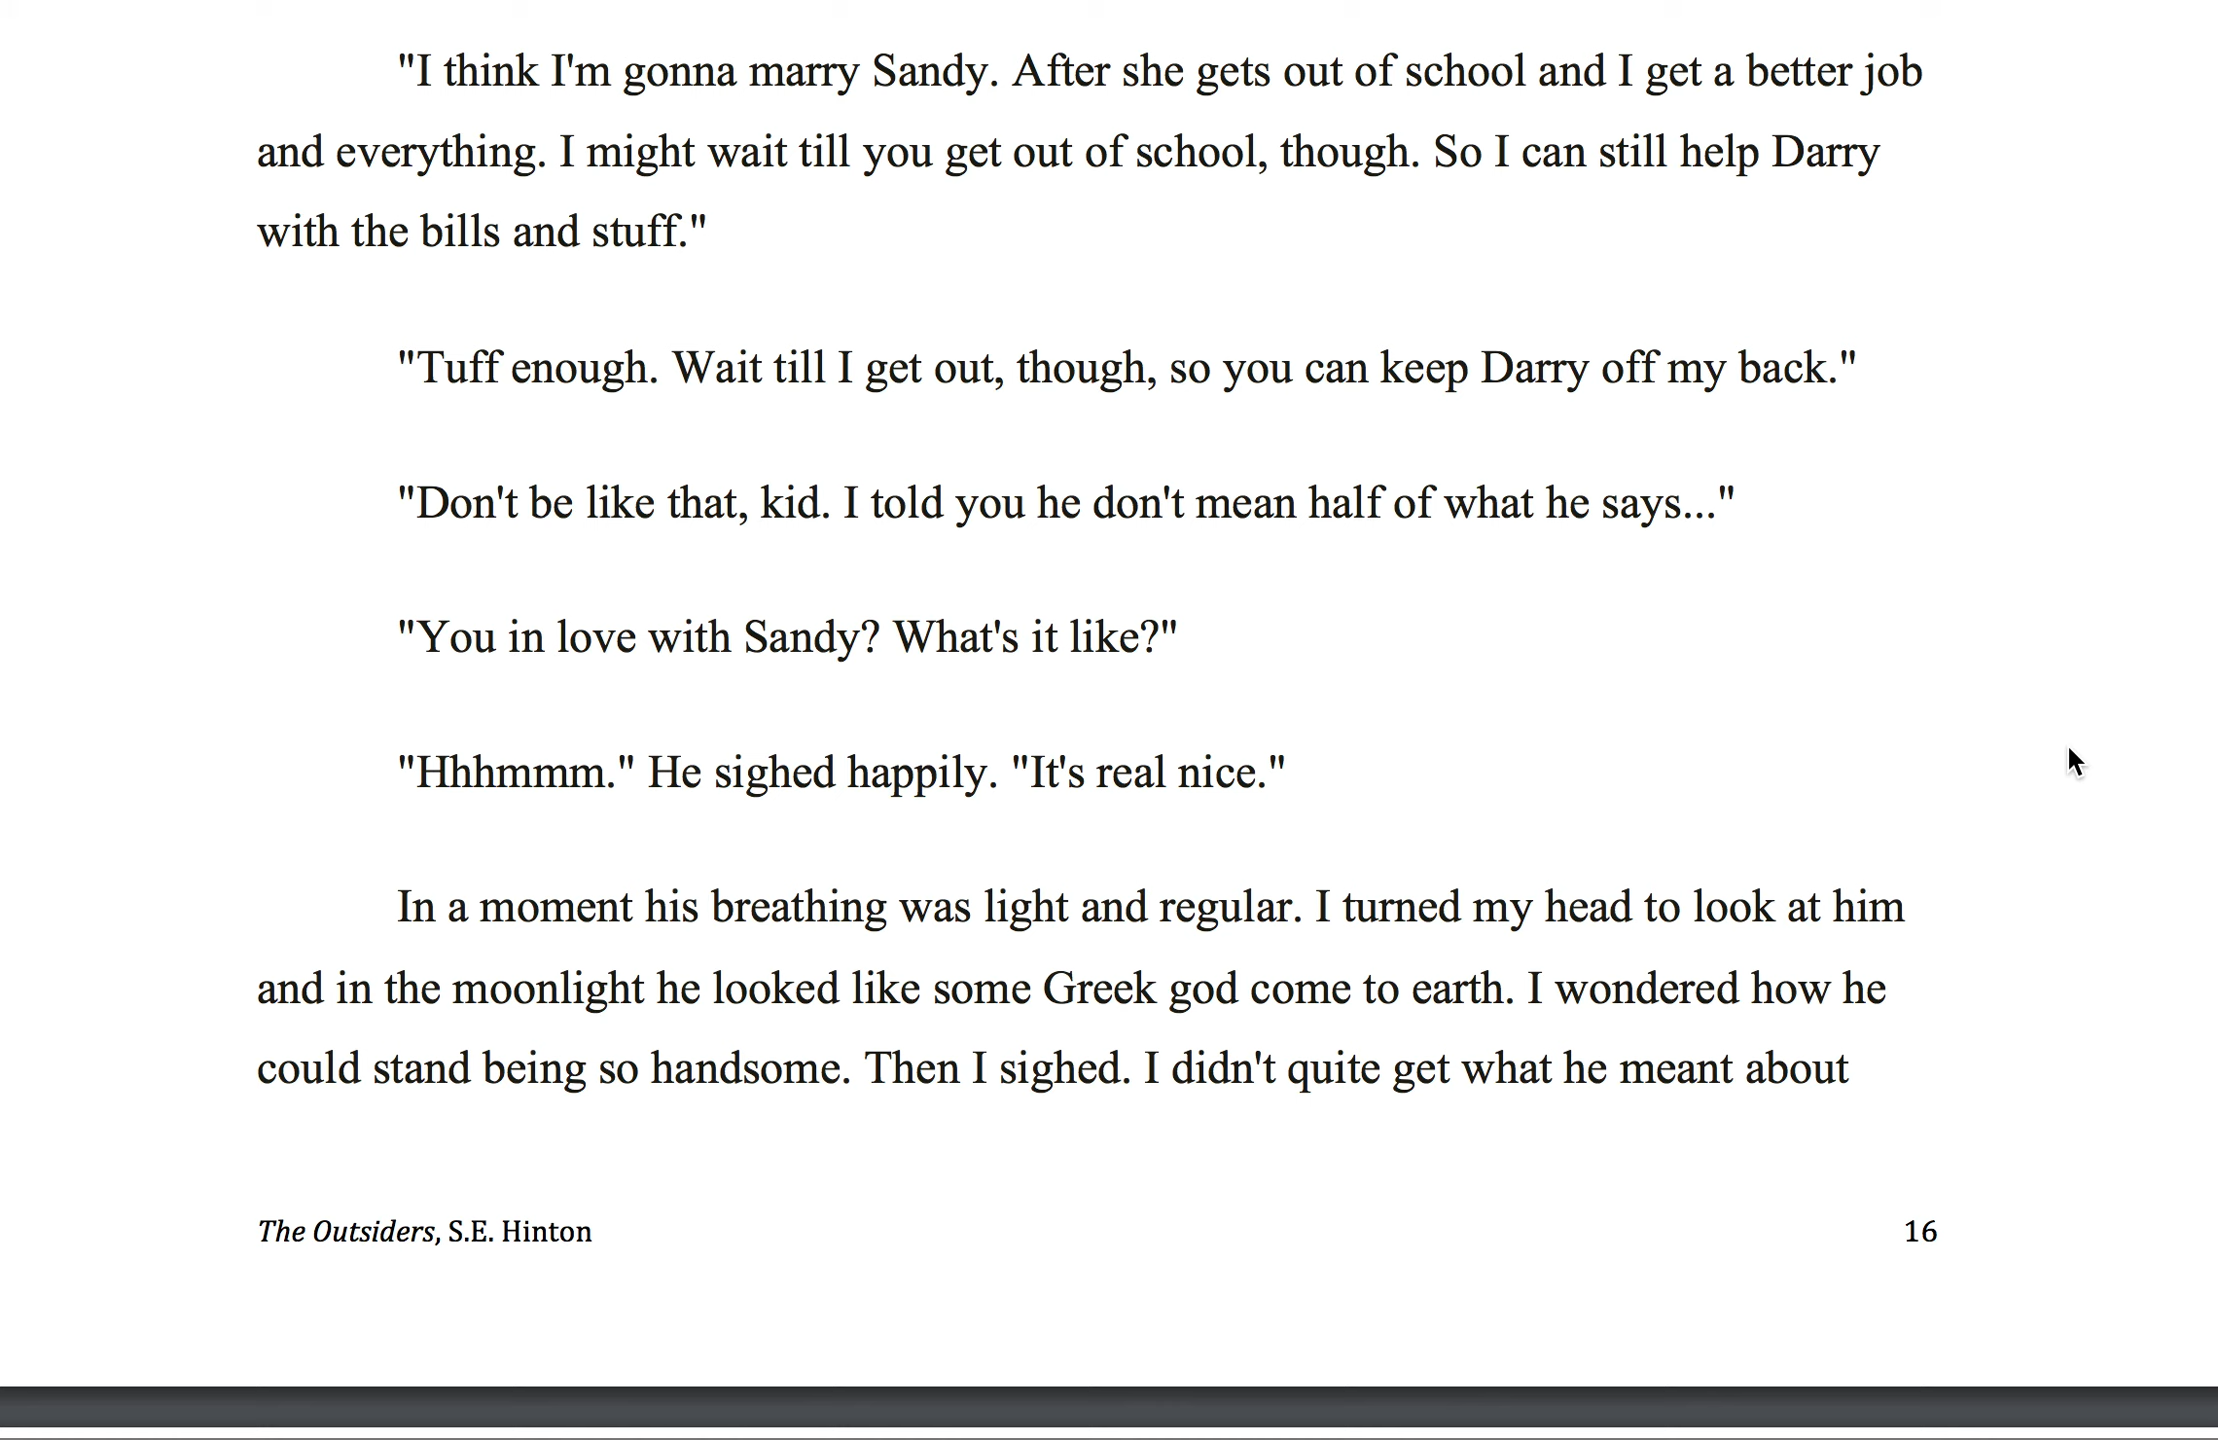 "I think I'm gonna marry Sandy. After she gets out of school and I get a better job
and everything. I might wait till you get out of school, though. So I can still help Darry
with the bills and stuff."
"Tuff enough. Wait till I get out, though, so you can keep Darry off my back."
"Don't be like that, kid. I told you he don't mean half of what he says..."
"You in love with Sandy? What's it like?"
"Hhhmmm." He sighed happily. "It's real nice."
In a moment his breathing was light and regular. I turned my head to look at him
and in the moonlight he looked like some Greek god come to earth. I wondered how he
could stand being so handsome. Then I sighed. I didn't quite get what he meant about
The Outsiders, S.E. Hinton 16